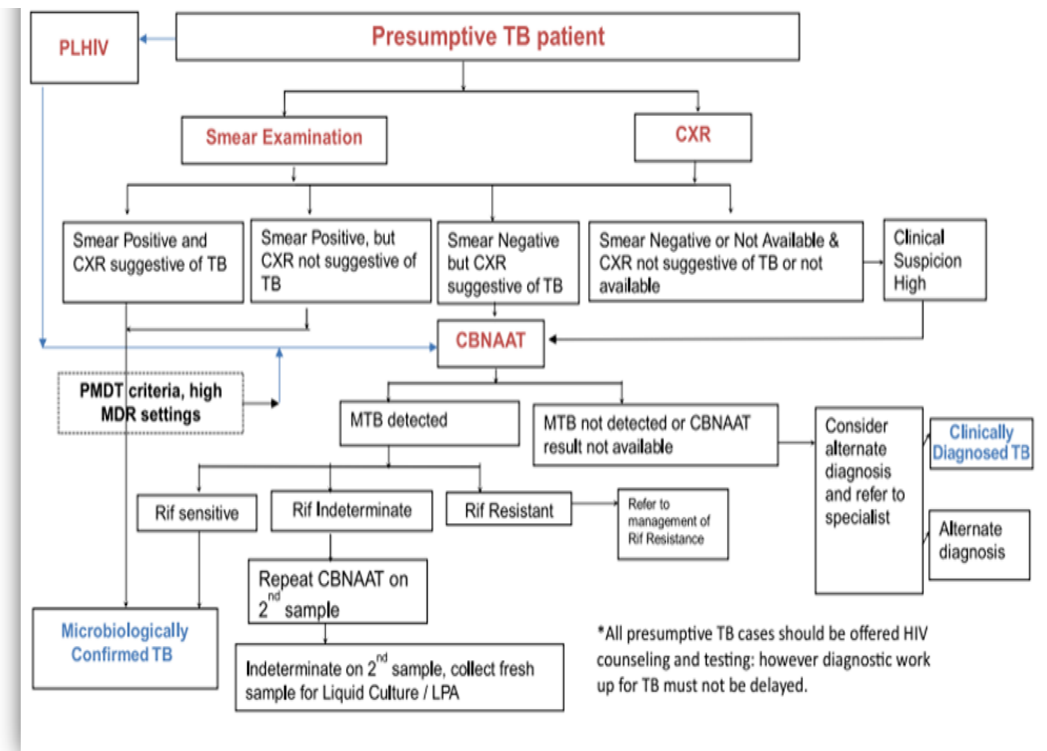 Presumptive TB patient
PLHIV
Smear Examination
CXR
Smear Positive and
CXR suggestive of TB
Smear Positive, but
CXR not suggestive of
TB
Smear Negative
but CXR
suggestive of TB
Smear Negative or Not Available &
CXR not suggestive of TB or not
available
Clinical
Suspicion
High
CBNAAT
PMDT criteria, high
MDR settings
MTB detected
MTB not detected or CBNAAT
result not available
Consider
alternate
diagnosis
and refer to
specialist
Clinically
Diagnosed TB
Alternate
diagnosis
Rif sensitive
Rif Indeterminate
Rif Resistant
Refer to
management of
Rif Resistance
Repeat CBNAAT on
2nd sample
Microbiologically
Confirmed TB
Indeterminate on 2nd sample, collect fresh
sample for Liquid Culture / LPA
*All presumptive TB cases should be offered HIV
counseling and testing: however diagnostic work
up for TB must not be delayed.